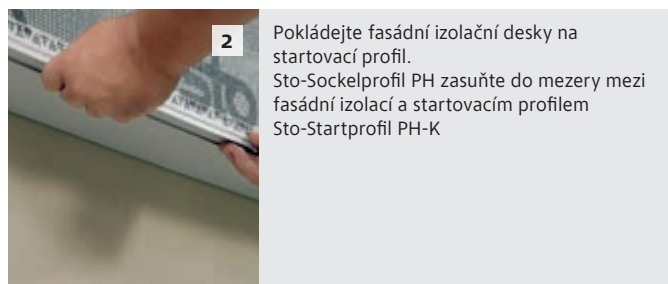 2
Pokládejte fasádní izolační desky na
startovací profil.
Sto-Sockelprofil PH zasuňte do mezery mezi
fasádní izolací a startovacím profilem
Sto-Startprofil PH-K
sto